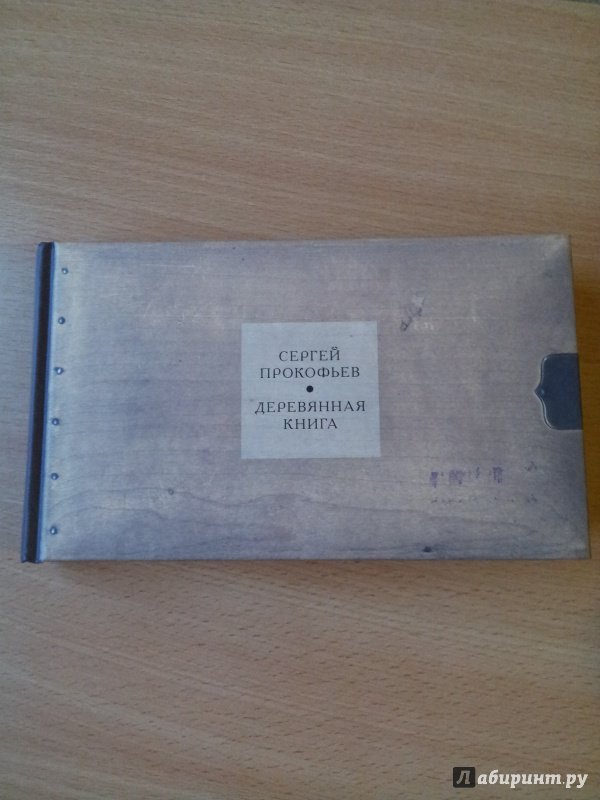 СЕРГЕЙ
ПРОКОФЬЕВ
•
ДЕРЕВЯННАЯ
КНИГА
Лабиринт.ру